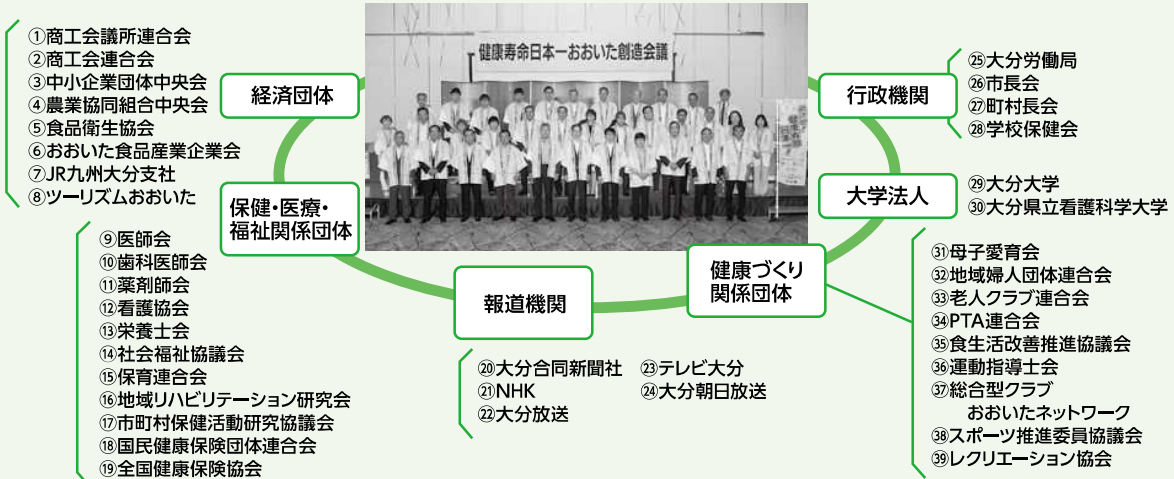 ①商工会議所連合会
②商工会連合会
③中小企業団体中央会
④農業協同組合中央会
⑤食品衛生協会
⑥おおいた食品産業企業会
⑦JR九州大分支社
⑧ツーリズムおおいた
経済団体
健康寿命日本一おおいた創造会議
行政機関
㉕大分労働局
㉖市長会
㉗町村長会
㉘学校保健会
保健・医療・
福祉関係団体
⑨医師会
⑩歯科医師会
⑪薬剤師会
⑫看護協会
⑬栄養士会
⑭社会福祉協議会
⑮保育連合会
⑯地域リハビリテーション研究会
⑰市町村保健活動研究協議会
⑱国民健康保険団体連合会
⑲全国健康保険協会
報道機関
⑳大分合同新聞社
㉑NHK
㉒大分放送
㉓テレビ大分
㉔大分朝日放送
大学法人
㉙大分大学
㉚大分県立看護科学大学
健康づくり
関係団体
㉛母子愛育会
㉜地域婦人団体連合会
㉝老人クラブ連合会
㉞PTA連合会
㉟食生活改善推進協議会
㊱運動指導士会
㊲総合型クラブ
おおいたネットワーク
㊳スポーツ推進委員協議会
㊴レクリエーション協会